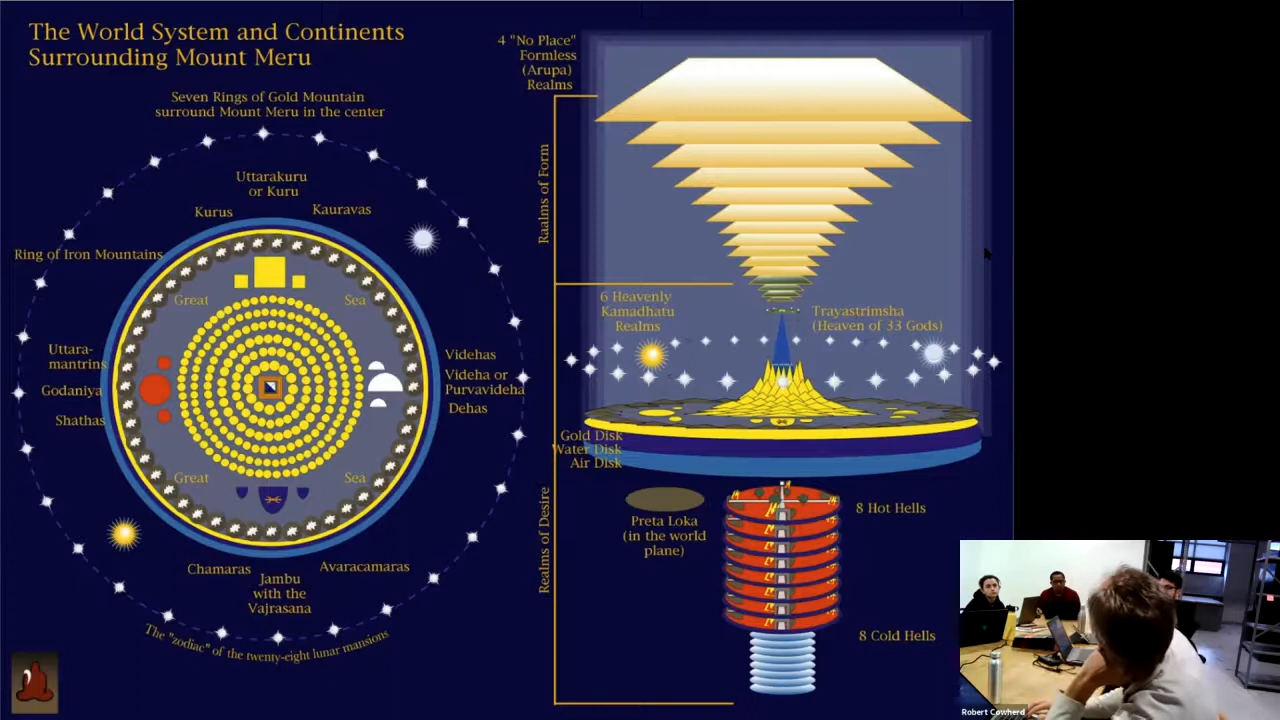 The World System and Continents
Surrounding Mount Meru
Seven Rings of Gold Mountain
surround Mount Meru in the center
Uttarakuru
or Kuru
Kurus
Kauravas
Ring of Iron Mountains
Great
Sea
Uttara-
mantrins
Godaniya
Shathas
Videhas
Videha or
Purvavideha
Dehas
Great
Sea
Chamaras
Avaracamaras
Jambu
with the
Vajrasana
The "zodiac" of the twenty-eight lunar mansions
4 "No Place"
Formless
(Arupa)
Realms
Raalms of Form
6 Heavenly
Kamadhatu
Realms
Trayastrimsha
(Heaven of 33 Gods)
Gold Disk
Water Disk
Air Disk
Realms of Desire
Preta Loka
(in the world
plane)
8 Hot Hells
8 Cold Hells
Robert Cowherd